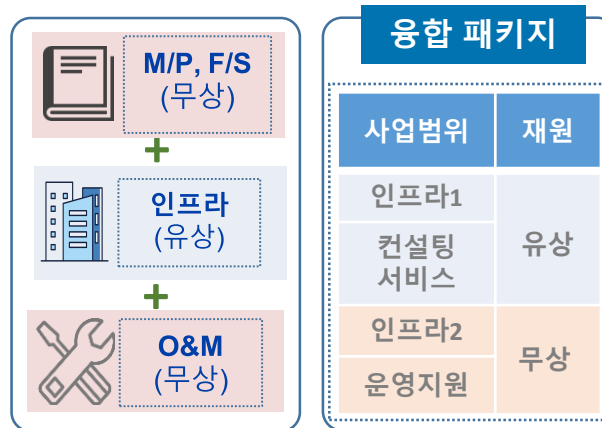 M/P, F/S
(무상)
+
인프라
(유상)
+
O&M
(무상)
융합 패키지
사업범위 재원
인프라1
컨설팅
서비스
유상
인프라2
운영지원
무상